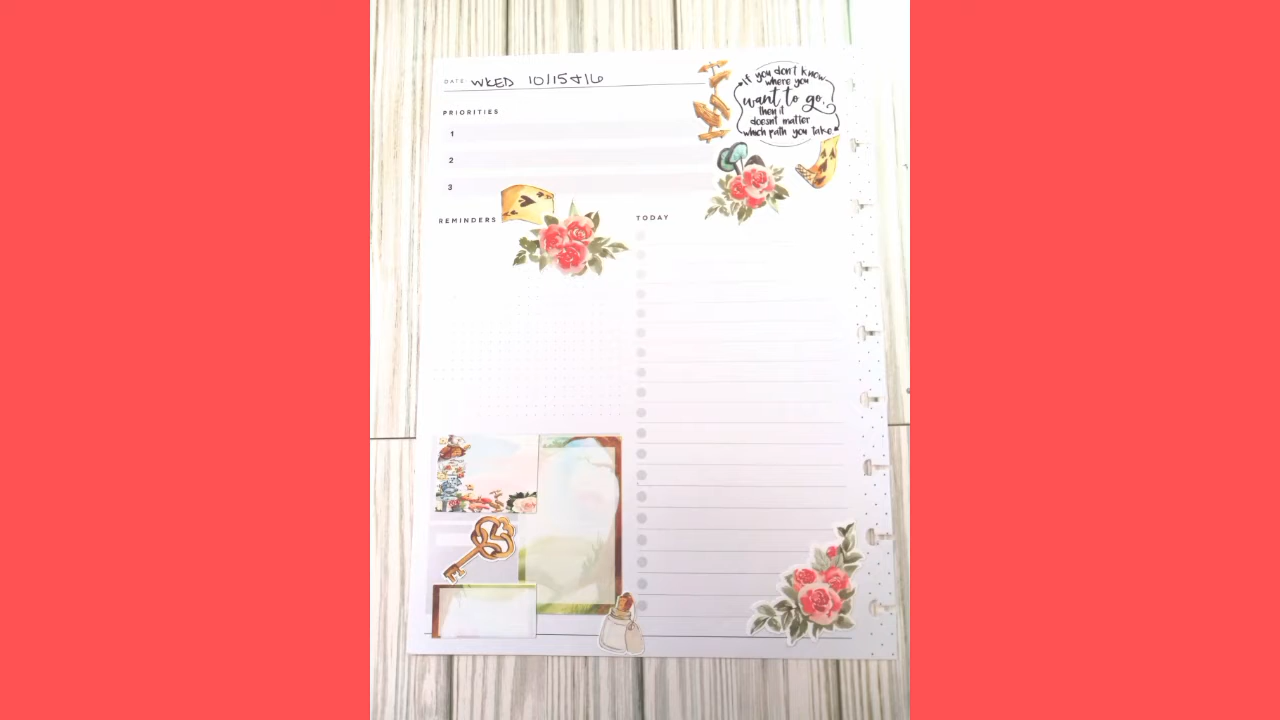 DATE: WKED 10/15+16
If you don't know
where you
want to go,
then it
doesnt matter
which path you take
PRIORITIES
1
2
3
REMINDERS
TODAY